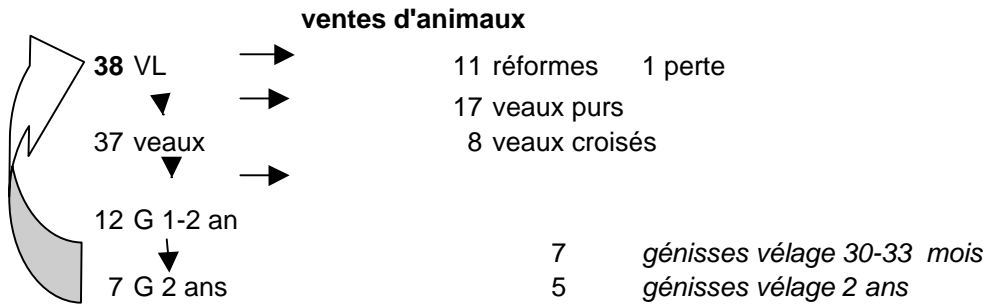 ventes d'animaux
38 VL 11 réformes 1 perte
17 veaux purs
37 veaux 8 veaux croisés
12 G 1-2 an
7 génisses vélage 30-33 mois
7 G 2 ans 5 génisses vélage 2 ans